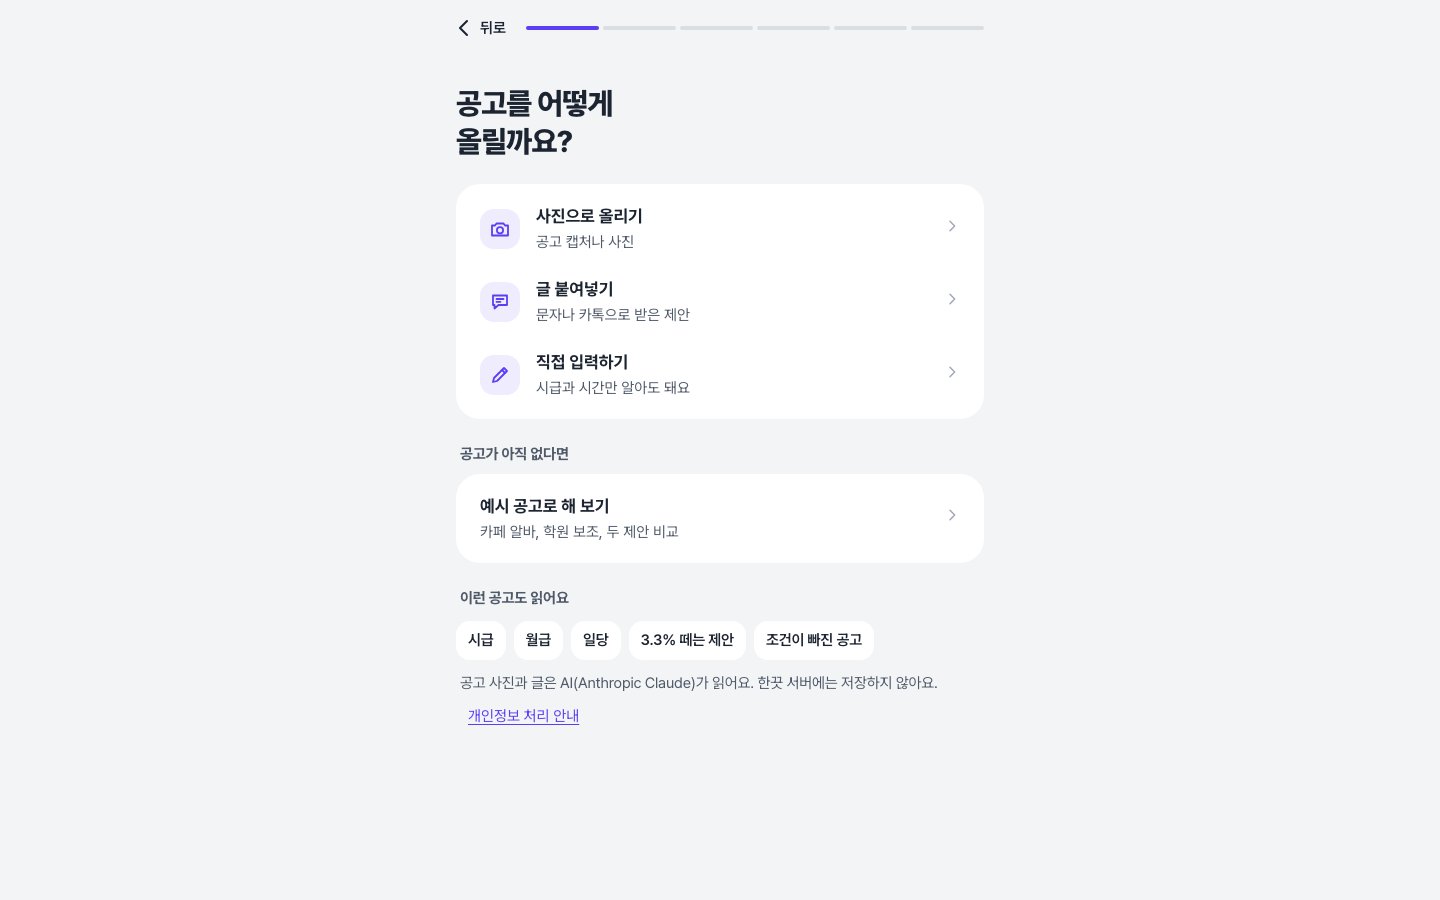 뒤로
공고를 어떻게
올릴까요?
사진으로 올리기
공고 캡처나 사진
글 붙여넣기
문자나 카톡으로 받은 제안
직접 입력하기
시급과 시간만 알아도 돼요
공고가 아직 없다면
예시 공고로 해 보기
카페 알바, 학원 보조, 두 제안 비교
이런 공고도 읽어요
시급 월급 일당 3.3% 떼는 제안 조건이 빠진 공고
공고 사진과 글은 AI(Anthropic Claude)가 읽어요. 한끗 서버에는 저장하지 않아요.
개인정보 처리 안내